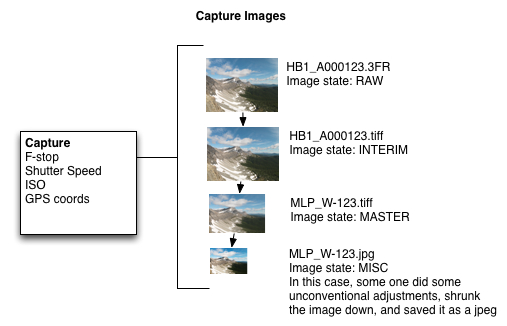 Capture Images
HB1_A000123.3FR
Image state: RAW
HB1_A000123.tiff
Image state: INTERIM
Capture
F-stop
Shutter Speed
ISO
GPS coords
MLP_W-123.tiff
Image state: MASTER
MLP_W-123.jpg
Image state: MISC
In this case, some one did some
unconventional adjustments, shrunk
the image down, and saved it as a jpeg